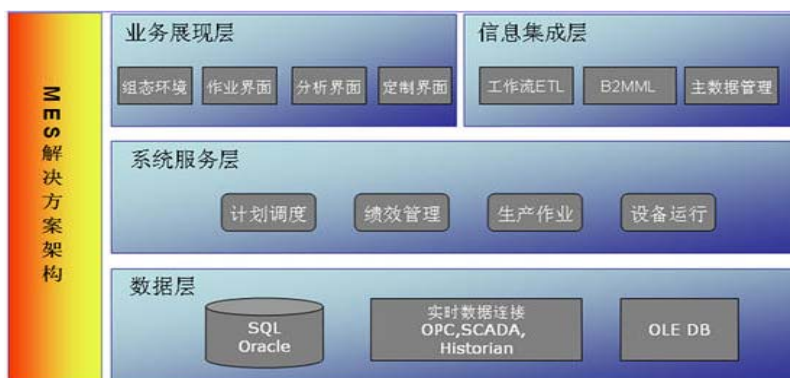 MES解决方案架构
业务展现层
组态环境
作业界面
分析界面
定制界面
信息集成层
工作流ETL
B2MML
主数据管理
系统服务层
计划调度
绩效管理
生产作业
设备运行
数据层
SQL
Oracle
实时数据连接
OPC,SCADA,
Historian
OLE DB